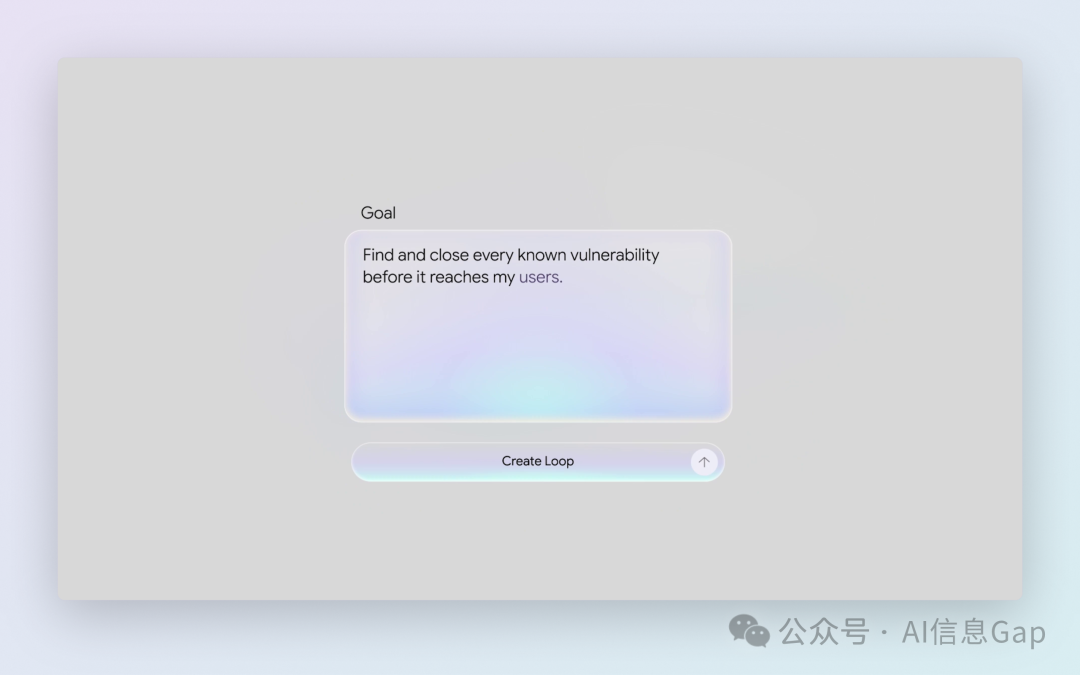 Goal
Find and close every known vulnerability
before it reaches my users.
Create Loop
公众号 · AI信息Gap